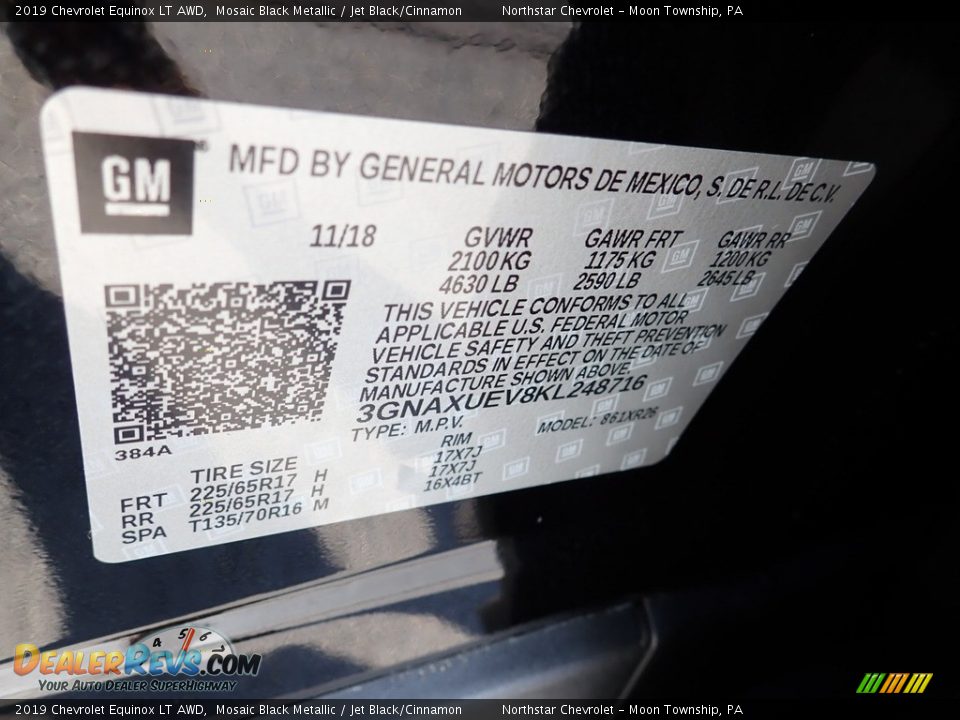 2019 Chevrolet Equinox LT AWD, Mosaic Black Metallic / Jet Black/Cinnamon Northstar Chevrolet - Moon Township, PA
GM
MFD BY GENERAL MOTORS DE MEXICO, S. DE R.L. DE C.V.
11/18 GVWR GAWR FRT GAWR RR
2100 KG 1175 KG 1200 KG
4630 LB 2590 LB 2645 LB
THIS VEHICLE CONFORMS TO ALL
APPLICABLE U.S. FEDERAL MOTOR
VEHICLE SAFETY AND THEFT PREVENTION
STANDARDS IN EFFECT ON THE DATE OF
MANUFACTURE SHOWN ABOVE.
3GNAXUEV8KL248716
TYPE: M.P.V. MODEL: 861XR26
384A
TIRE SIZE RIM
FRT 225/65R17 H 17X7J
RR 225/65R17 H 17X7J
SPA T135/70R16 M 16X4BT
DEALERREVS.COM
YOUR AUTO DEALER SUPERHIGHWAY
2019 Chevrolet Equinox LT AWD, Mosaic Black Metallic / Jet Black/Cinnamon Northstar Chevrolet - Moon Township, PA